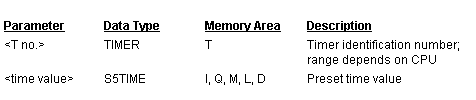 Parameter Data Type Memory Area Description
<T no.> TIMER T Timer identification number;
range depends on CPU
<time value> S5TIME I, Q, M, L, D Preset time value